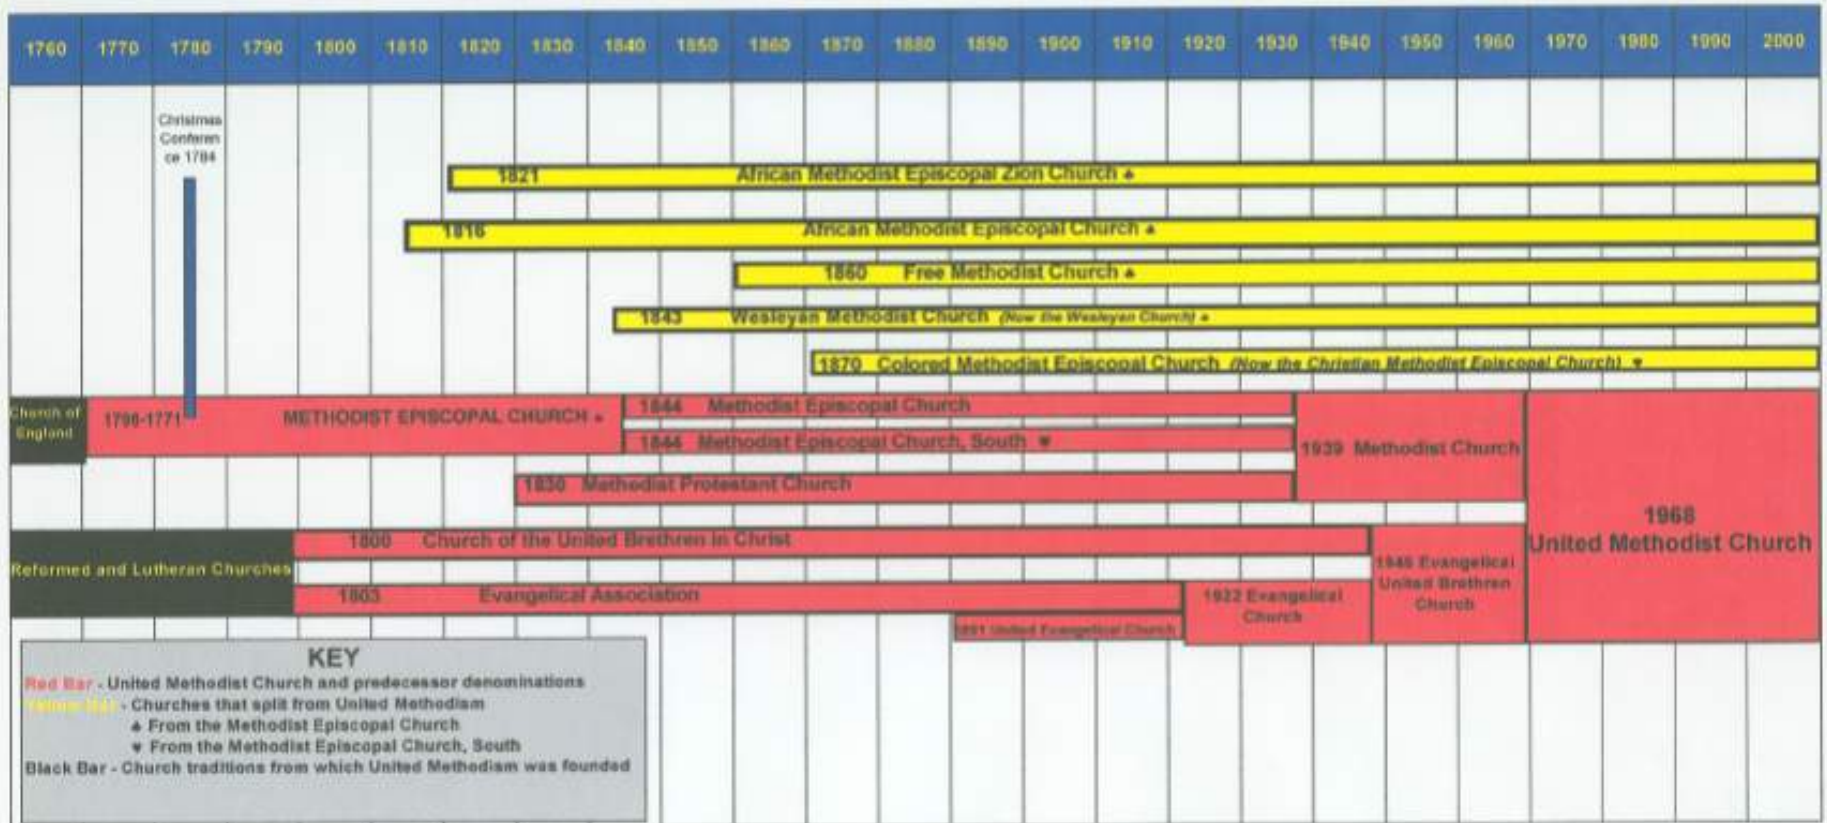 1760 1770 1780 1790 1800 1810 1820 1830 1840 1850 1860 1870 1880 1890 1900 1910 1920 1930 1940 1950 1960 1970 1980 1990 2000
Christmas
Conferen
ce 1784
1821 African Methodist Episcopal Zion Church ♠
1816 African Methodist Episcopal Church ♠
1860 Free Methodist Church ♠
1843 Wesleyan Methodist Church (Now the Wesleyan Church) ♠
1870 Colored Methodist Episcopal Church (Now the Christian Methodist Episcopal Church) ♥
Church of
England
METHODIST EPISCOPAL CHURCH ♠
1844 Methodist Episcopal Church
1844 Methodist Episcopal Church, South ♥
1939 Methodist Church
1830 Methodist Protestant Church
1968
United Methodist Church
1800 Church of the United Brethren in Christ
Reformed and Lutheran Churches
1946 Evangelical
United Brethren
Church
1803 Evangelical Association
1922 Evangelical
Church
1891 United Evangelical Church
KEY
Red Bar - United Methodist Church and predecessor denominations
Yellow Bar - Churches that split from United Methodism
♠ From the Methodist Episcopal Church
♥ From the Methodist Episcopal Church, South
Black Bar - Church traditions from which United Methodism was founded